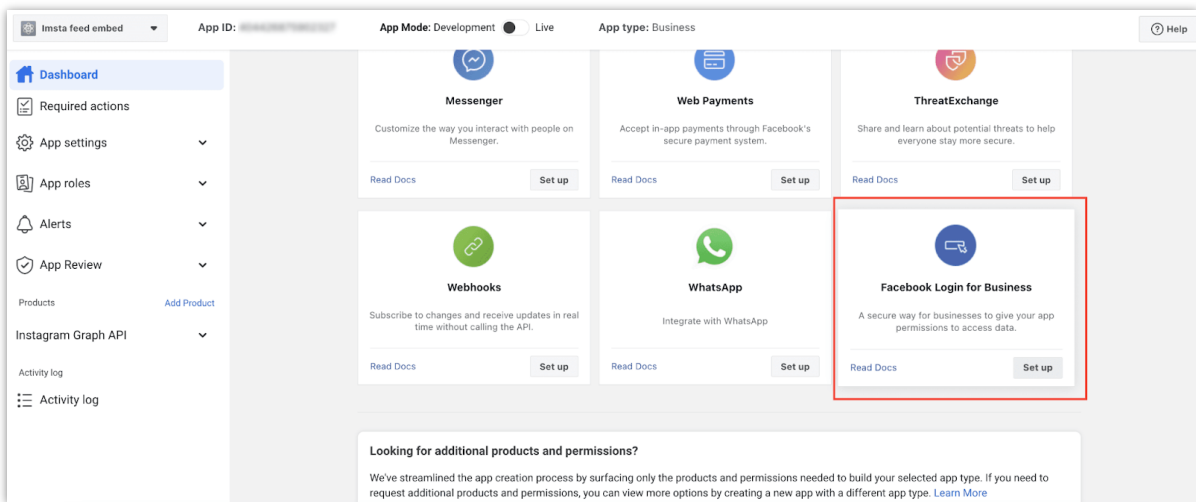 Imsta feed embed
App ID:
App Mode: Development
Live
App type: Business
Help
Dashboard
Required actions
App settings
App roles
Alerts
App Review
Products
Add Product
Instagram Graph API
Activity log
Activity log
Messenger
Customize the way you interact with people on
Messenger.
Read Docs
Set up
Web Payments
Accept in-app payments through Facebook's
secure payment system.
Read Docs
Set up
ThreatExchange
Share and learn about potential threats to help
everyone stay more secure.
Read Docs
Set up
Webhooks
Subscribe to changes and receive updates in real
time without calling the API.
Read Docs
Set up
WhatsApp
Integrate with WhatsApp
Read Docs
Set up
Facebook Login for Business
A secure way for businesses to give your app
permissions to access data.
Read Docs
Set up
Looking for additional products and permissions?
We've streamlined the app creation process by surfacing only the products and permissions needed to build your selected app type. If you need to
request additional products and permissions, you can view more options by creating a new app with a different app type. Learn More